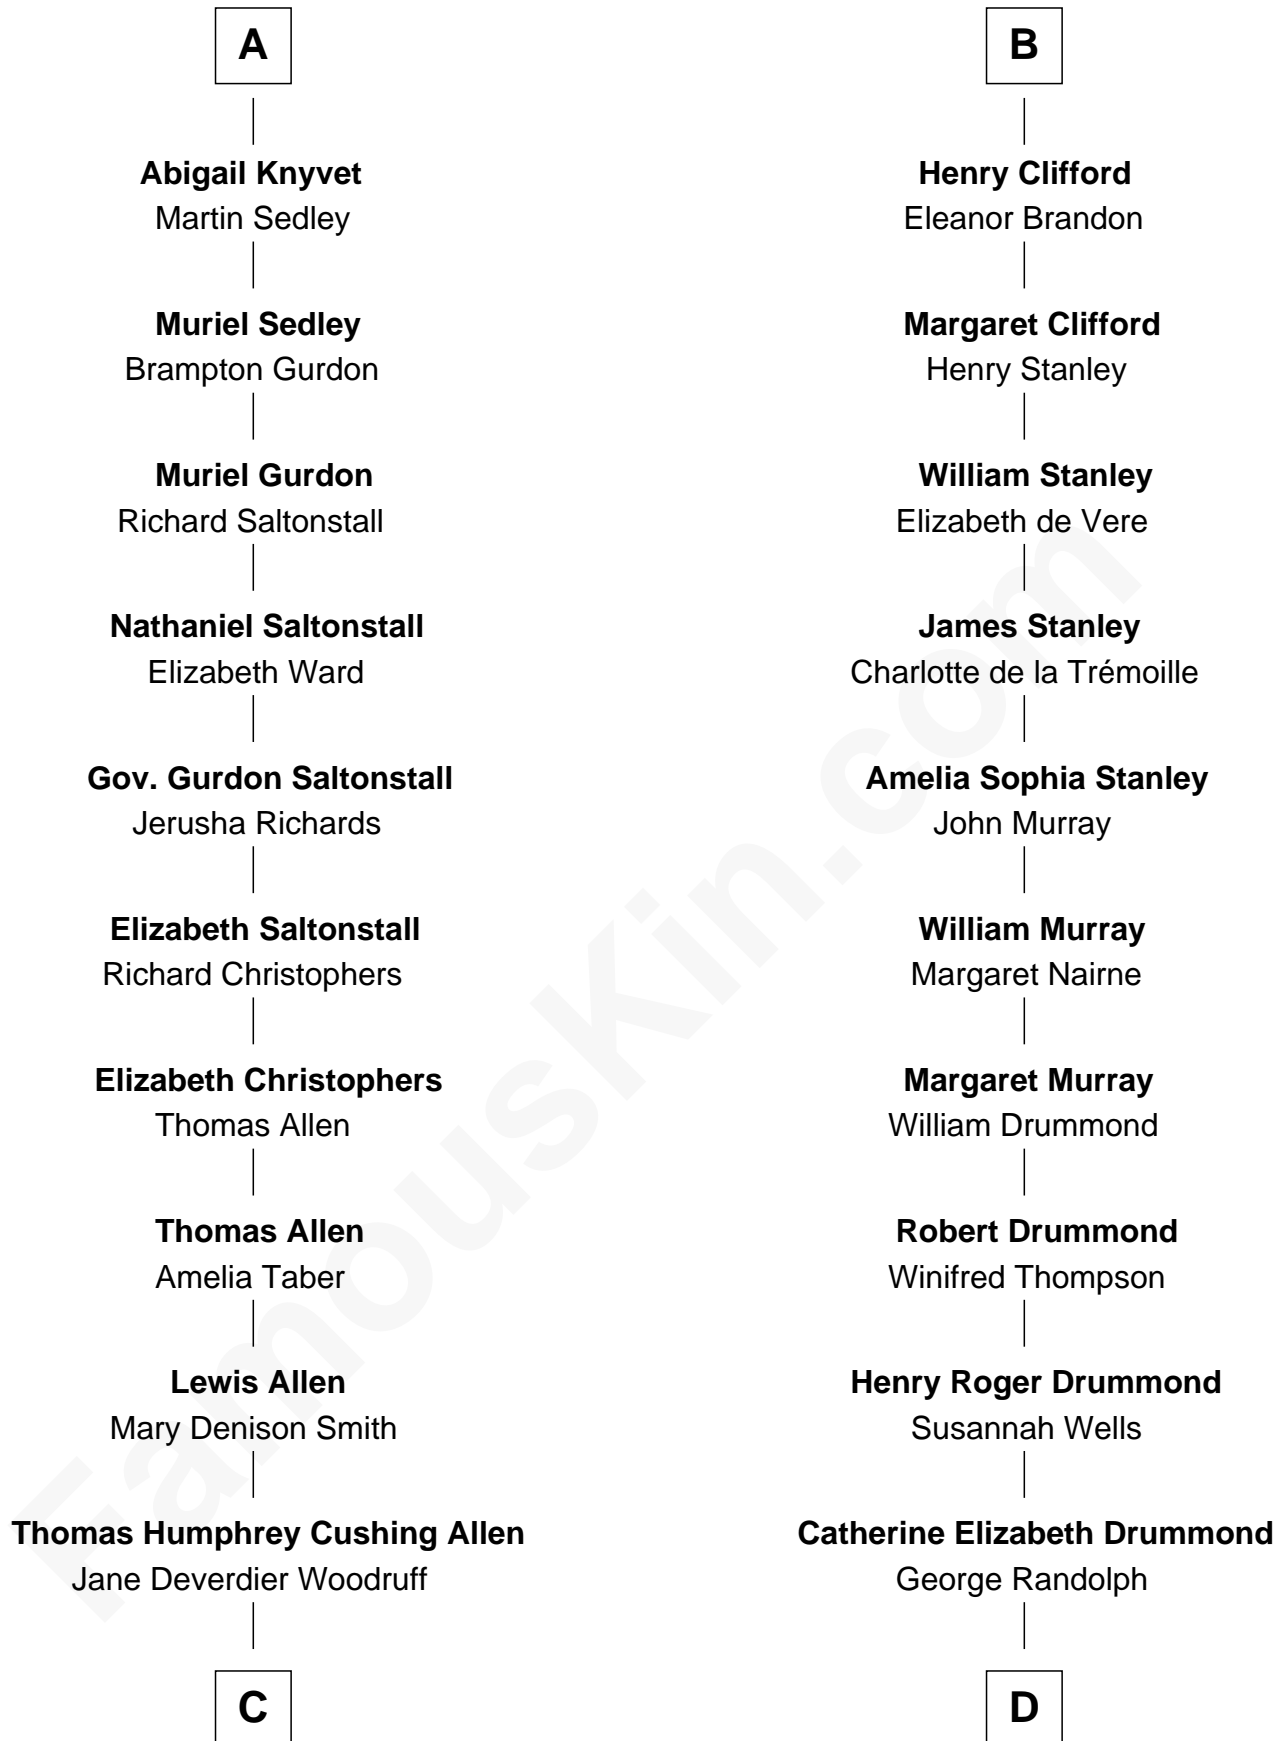 A
Abigail Knyvet
Martin Sedley
Muriel Sedley
Brampton Gurdon
Muriel Gurdon
Richard Saltonstall
Nathaniel Saltonstall
Elizabeth Ward
Gov. Gurdon Saltonstall
Jerusha Richards
Elizabeth Saltonstall
Richard Christophers
Elizabeth Christophers
Thomas Allen
Thomas Allen
Amelia Taber
Lewis Allen
Mary Denison Smith
Thomas Humphrey Cushing Allen
Jane Deverdier Woodruff
C
B
Henry Clifford
Eleanor Brandon
Margaret Clifford
Henry Stanley
William Stanley
Elizabeth de Vere
James Stanley
Charlotte de la Trémoille
Amelia Sophia Stanley
John Murray
William Murray
Margaret Nairne
Margaret Murray
William Drummond
Robert Drummond
Winifred Thompson
Henry Roger Drummond
Susannah Wells
Catherine Elizabeth Drummond
George Randolph
D
FamousKin.com